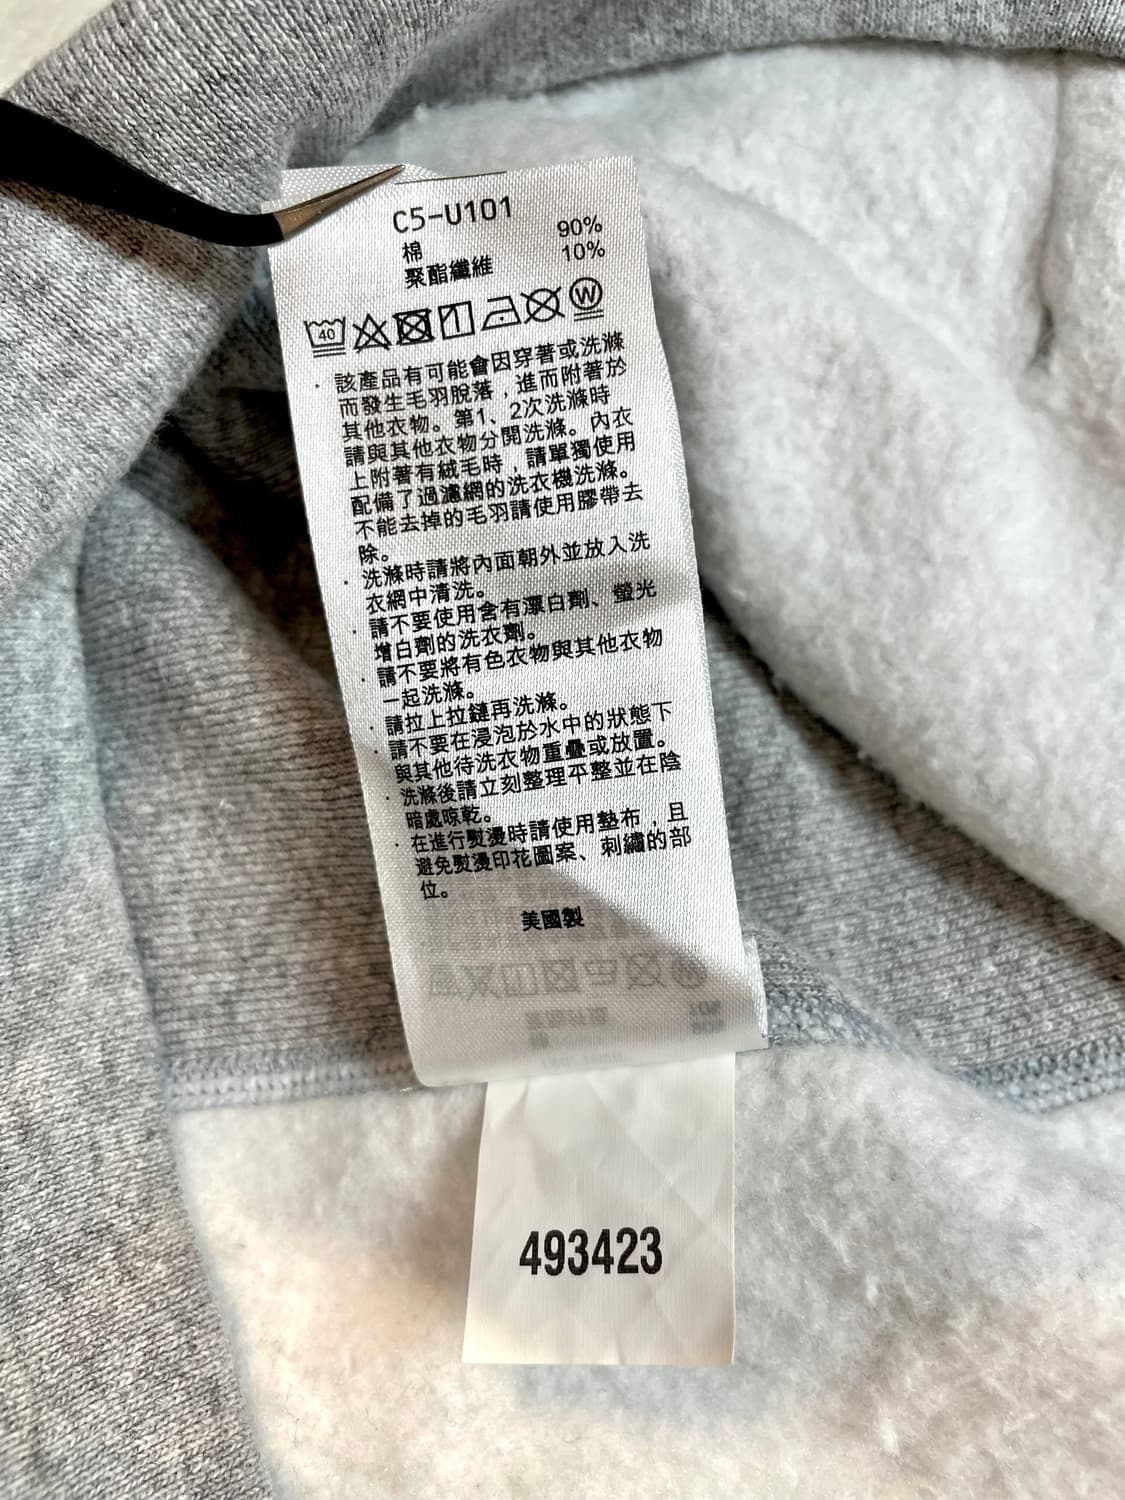 C5-U101
棉 90%
聚酯纖維 10%
40
W
・該產品有可能會因穿著或洗滌
而發生毛羽脫落，進而附著於
其他衣物。第1、2次洗滌時
請與其他衣物分開洗滌。內衣
上附著有絨毛時，請單獨使用
配備了過濾網的洗衣機洗滌。
不能去掉的毛羽請使用膠帶去
除。
・洗滌時請將內面朝外並放入洗
衣網中清洗。
・請不要使用含有漂白劑、螢光
增白劑的洗衣劑。
・請不要將有色衣物與其他衣物
一起洗滌。
・請拉上拉鏈再洗滌。
・請不要在浸泡於水中的狀態下
與其他待洗衣物重疊或放置。
・洗滌後請立刻整理平整並在陰
暗處晾乾。
・在進行熨燙時請使用墊布，且
避免熨燙印花圖案、刺繡的部
位。
美國製
493423